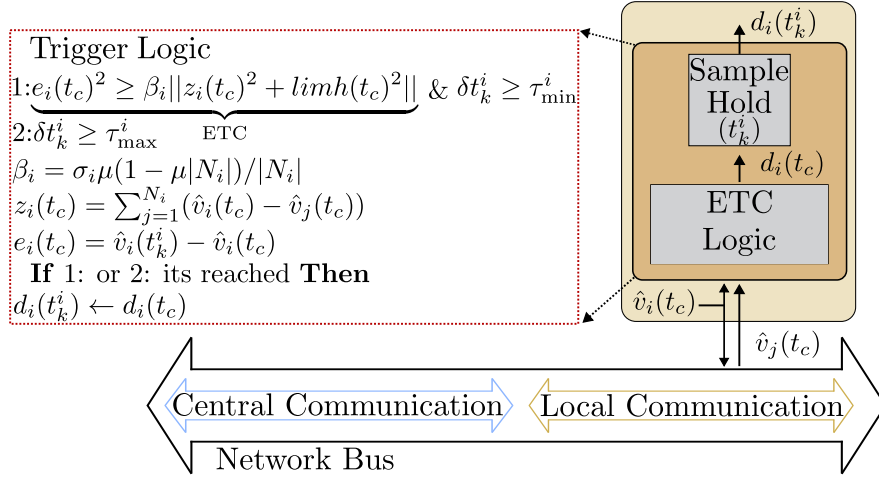 Trigger Logic
1:e_i(t_c)^2 ≥ β_i||z_i(t_c)^2 + limh(t_c)^2|| & δt_k^i ≥ τ_min^i
ETC
2:δt_k^i ≥ τ_max^i
β_i = σ_iμ(1 − μ|N_i|)/|N_i|
z_i(t_c) = ∑_{j=1}^{N_i}(v̂_i(t_c) − v̂_j(t_c))
e_i(t_c) = v̂_i(t_k^i) − v̂_i(t_c)
If 1: or 2: its reached Then
d_i(t_k^i) ← d_i(t_c)
d_i(t_k^i)
Sample
Hold
(t_k^i)
d_i(t_c)
ETC
Logic
v̂_i(t_c)
v̂_j(t_c)
Central Communication
Local Communication
Network Bus